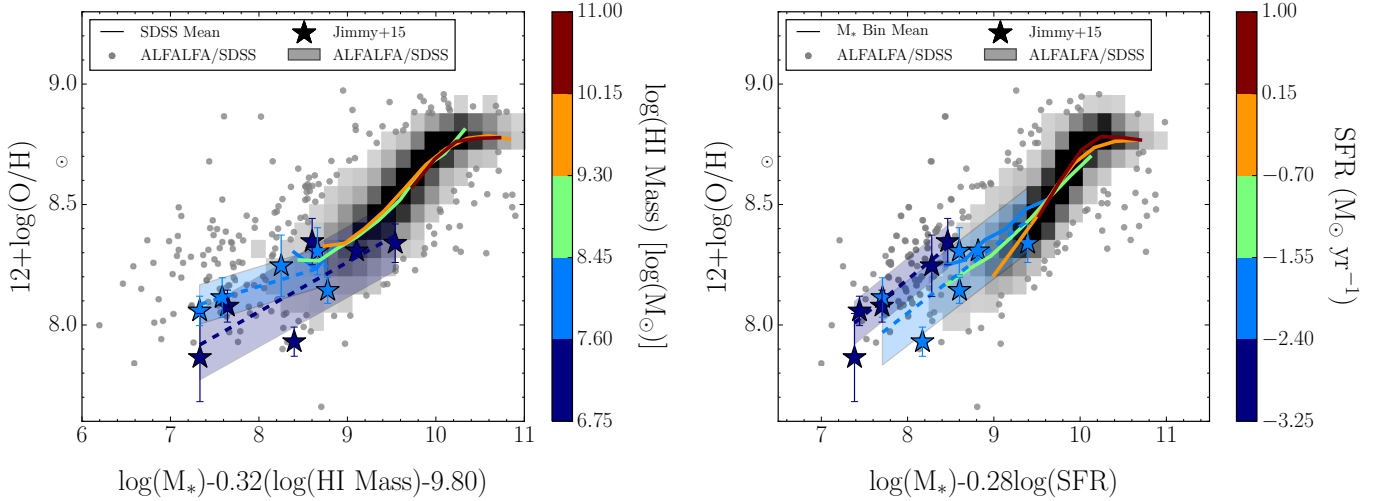 SDSS Mean
ALFALFA/SDSS
Jimmy+15
ALFALFA/SDSS
12+log(O/H)
⊙
9.0
8.5
8.0
6 7 8 9 10 11
log(M∗)-0.32(log(HI Mass)-9.80)
11.00
10.15
9.30
8.45
7.60
6.75
log(HI Mass) [log(M⊙)]
M∗ Bin Mean
ALFALFA/SDSS
Jimmy+15
ALFALFA/SDSS
12+log(O/H)
⊙
9.0
8.5
8.0
7 8 9 10 11
log(M∗)-0.28log(SFR)
1.00
0.15
−0.70
−1.55
−2.40
−3.25
SFR (M⊙ yr⁻¹)